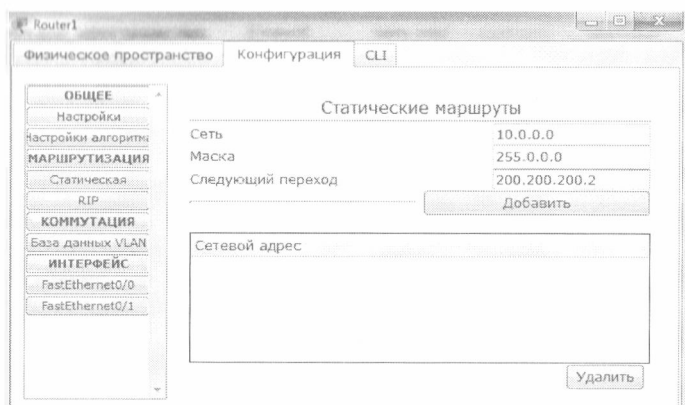 Router1
Физическое пространство
Конфигурация
CLI
ОБЩЕЕ
Настройки
Настройки алгоритма
МАРШРУТИЗАЦИЯ
Статическая
RIP
КОММУТАЦИЯ
База данных VLAN
ИНТЕРФЕЙС
FastEthernet0/0
FastEthernet0/1
Статические маршруты
Сеть 10.0.0.0
Маска 255.0.0.0
Следующий переход 200.200.200.2
Добавить
Сетевой адрес
Удалить